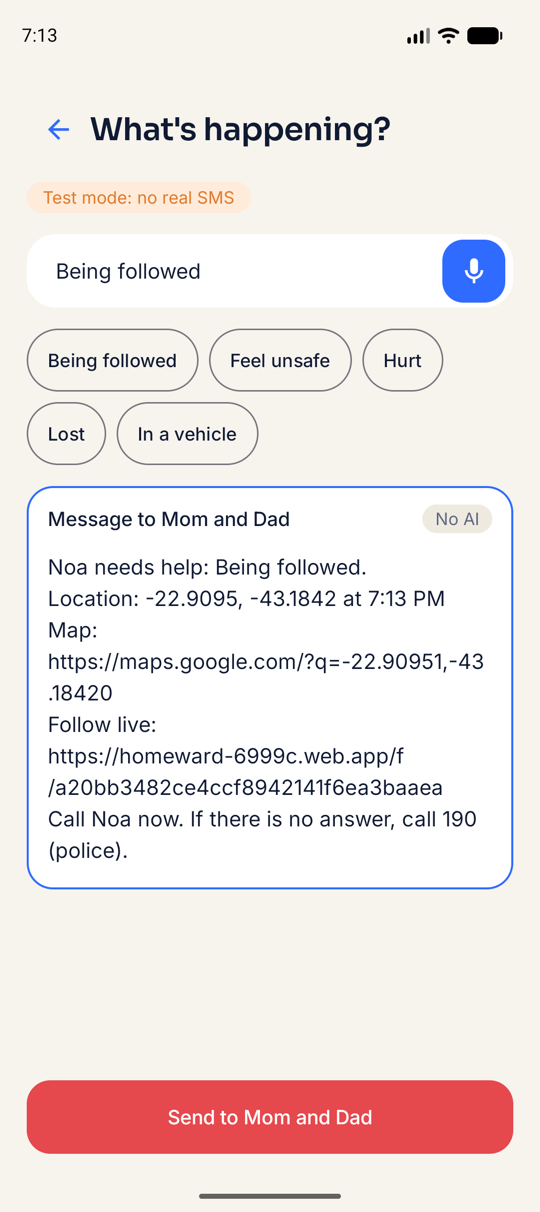 7:13
What's happening?
Test mode: no real SMS
Being followed
Being followed
Feel unsafe
Hurt
Lost
In a vehicle
Message to Mom and Dad
No AI
Noa needs help: Being followed.
Location: -22.9095, -43.1842 at 7:13 PM
Map:
https://maps.google.com/?q=-22.90951,-43
.18420
Follow live:
https://homeward-6999c.web.app/f
/a20bb3482ce4ccf8942141f6ea3baaea
Call Noa now. If there is no answer, call 190
(police).
Send to Mom and Dad